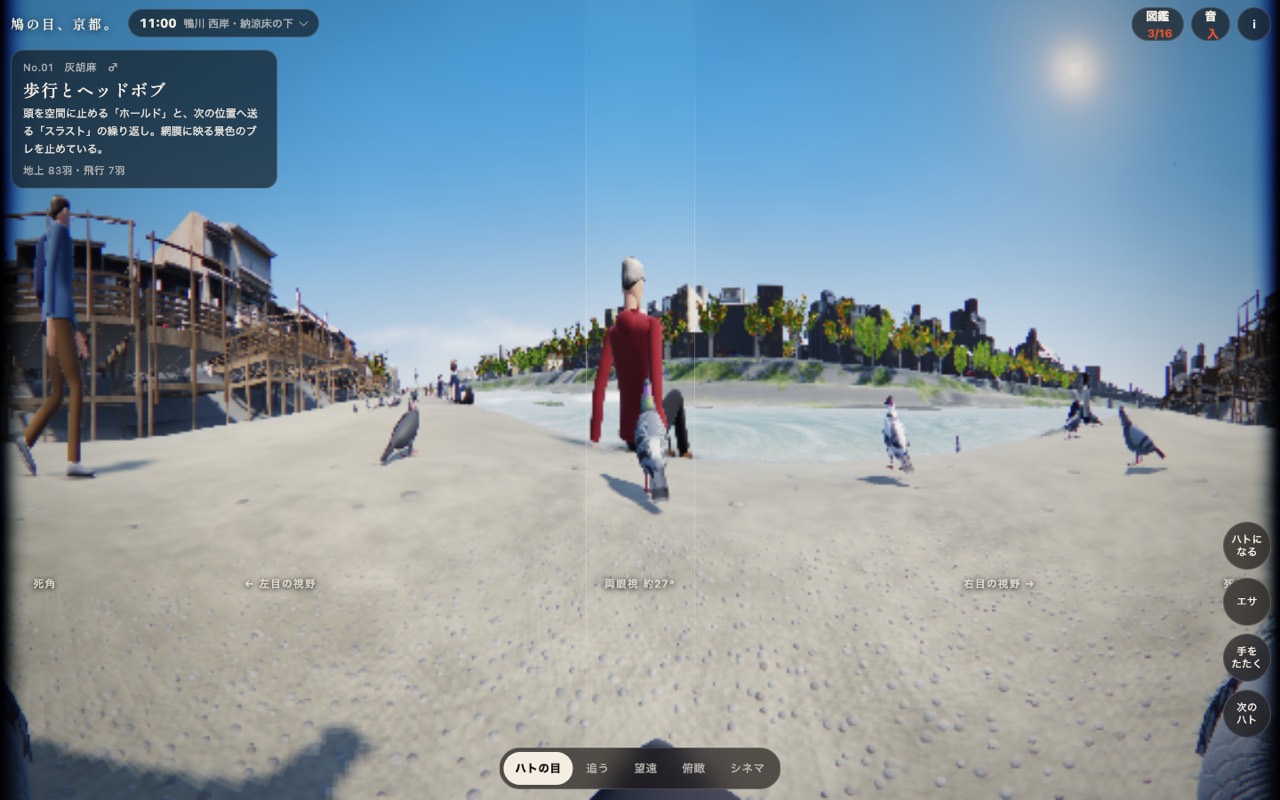 鳩の目、京都。
11:00 鴨川 西岸・納涼床の下
図鑑
3/16
音
入
i
No.01 灰胡麻 ♂
歩行とヘッドボブ
頭を空間に止める「ホールド」と、次の位置へ送
る「スラスト」の繰り返し。網膜に映る景色のブ
レを止めている。
地上 83羽・飛行 7羽
死角
← 左目の視野
両眼視 約27°
右目の視野 →
ハトに
なる
エサ
手を
たたく
次の
ハト
ハトの目
追う
望遠
俯瞰
シネマ